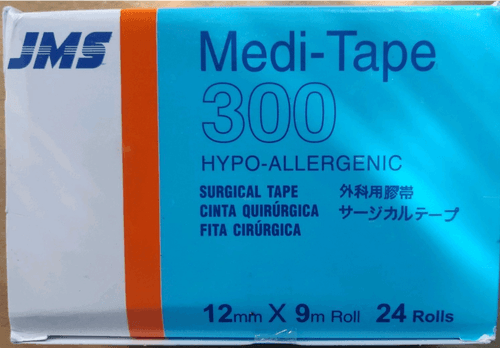 JMS
Medi-Tape
300
HYPO-ALLERGENIC
SURGICAL TAPE 外科用膠帯
CINTA QUIRÚRGICA サージカルテープ
FITA CIRÚRGICA
12mm X 9m Roll 24 Rolls